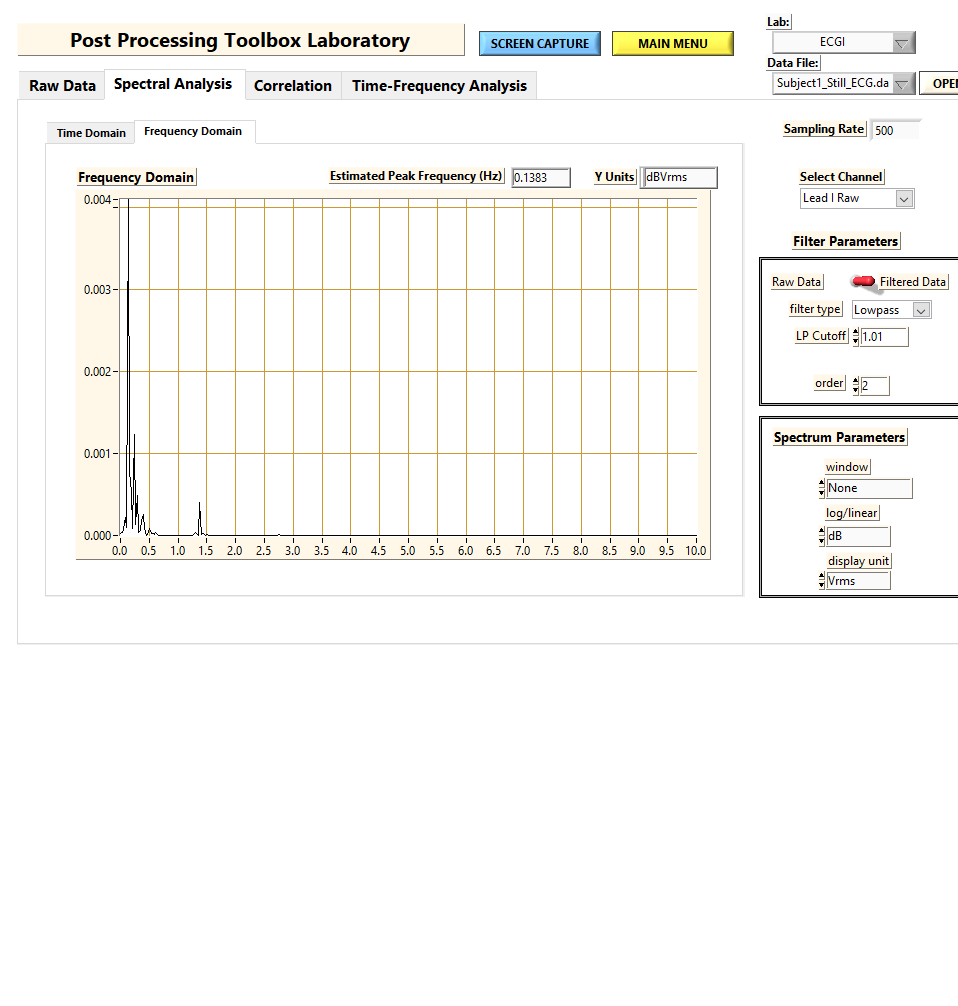 Lab:
Post Processing Toolbox Laboratory
SCREEN CAPTURE
MAIN MENU
ECGI
Data File:
Raw Data
Spectral Analysis
Correlation
Time-Frequency Analysis
Subject1_Still_ECG.da
OPE
Time Domain
Frequency Domain
Sampling Rate
500
Frequency Domain
Estimated Peak Frequency (Hz)
0.1383
Y Units
dBVrms
Select Channel
Lead I Raw
0.004
0.003
0.002
0.001
0.000
0.0 0.5 1.0 1.5 2.0 2.5 3.0 3.5 4.0 4.5 5.0 5.5 6.0 6.5 7.0 7.5 8.0 8.5 9.0 9.5 10.0
Filter Parameters
Raw Data
Filtered Data
filter type
Lowpass
LP Cutoff
1.01
order
2
Spectrum Parameters
window
None
log/linear
dB
display unit
Vrms